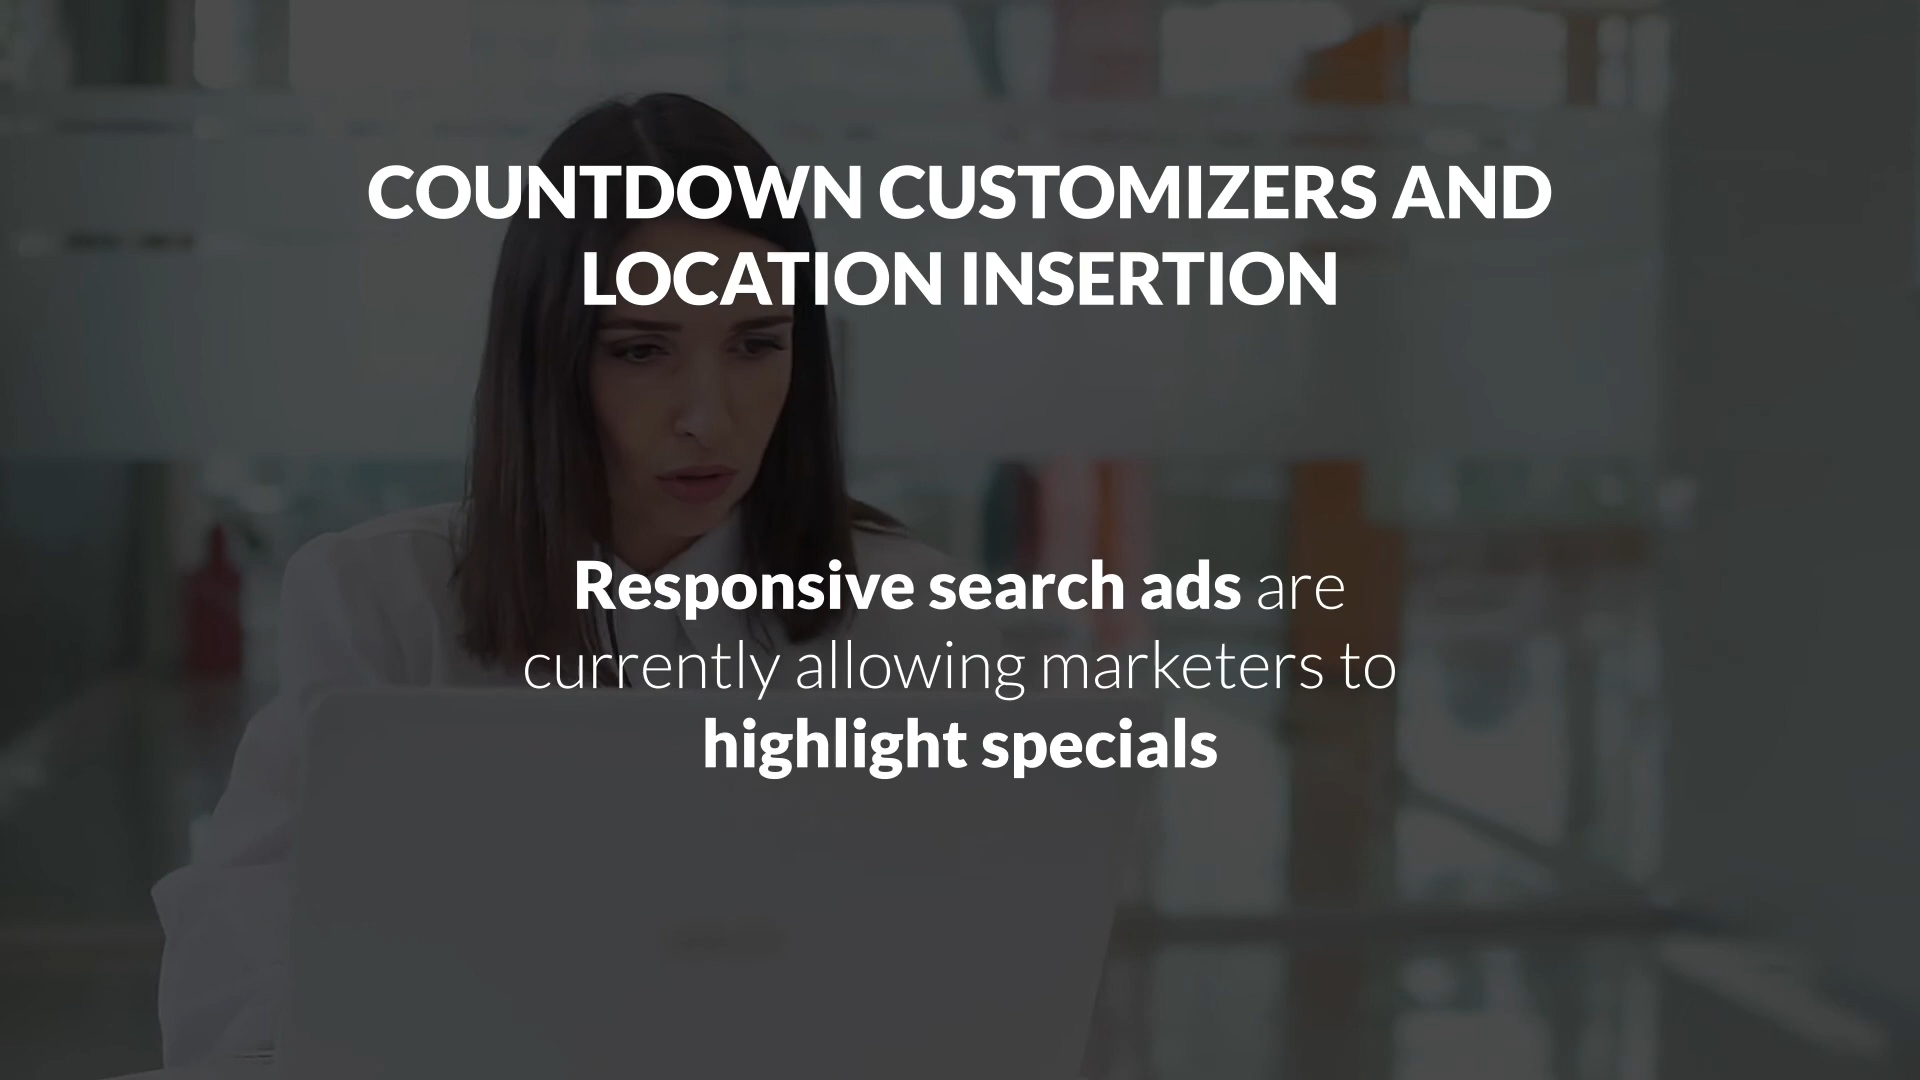 COUNTDOWN CUSTOMIZERS AND
LOCATION INSERTION
Responsive search ads are
currently allowing marketers to
highlight specials